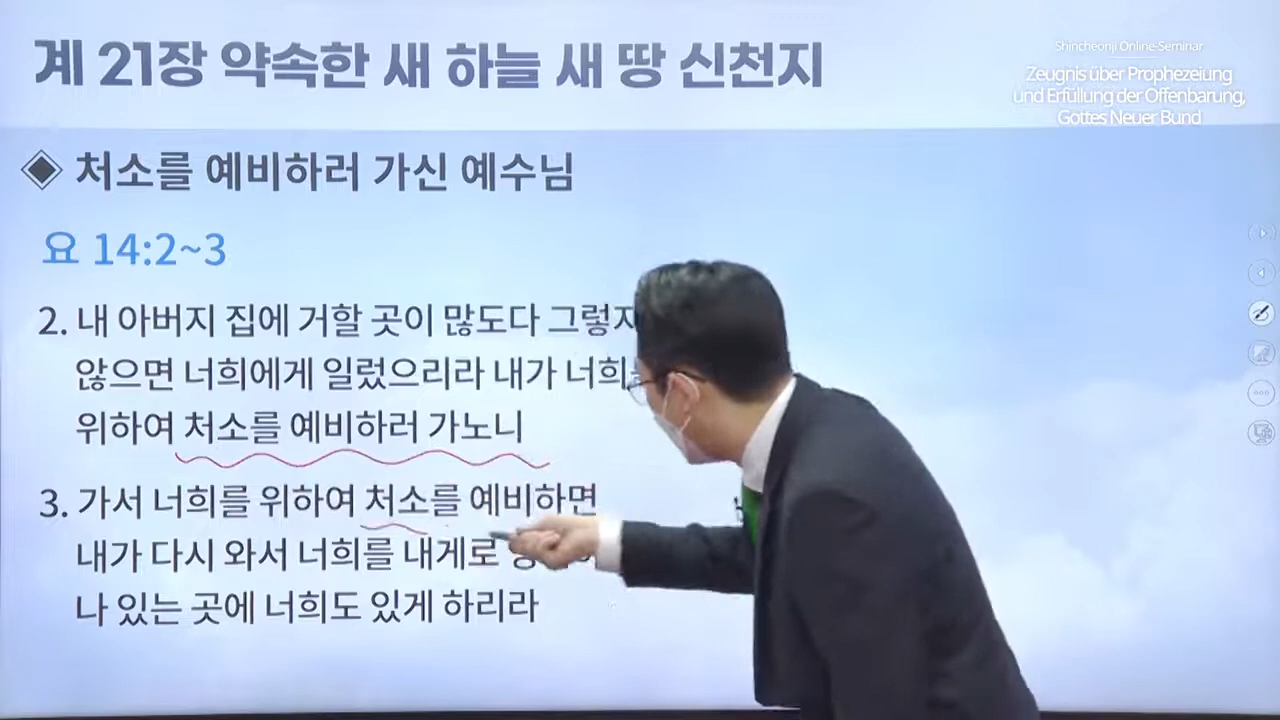 계 21장 약속한 새 하늘 새 땅 신천지
Shincheonji Online-Seminar
Zeugnis über Prophezeiung
und Erfüllung der Offenbarung,
Gottes Neuer Bund
처소를 예비하러 가신 예수님
요 14:2~3
2. 내 아버지 집에 거할 곳이 많도다
않으면 너희에게 일렀으리라 내가
위하여 처소를 예비하러 가노니
3. 가서 너희를 위하여 처소를 예비하면
내가 다시 와서 너희를 내게로
나 있는 곳에 너희도 있게 하리라